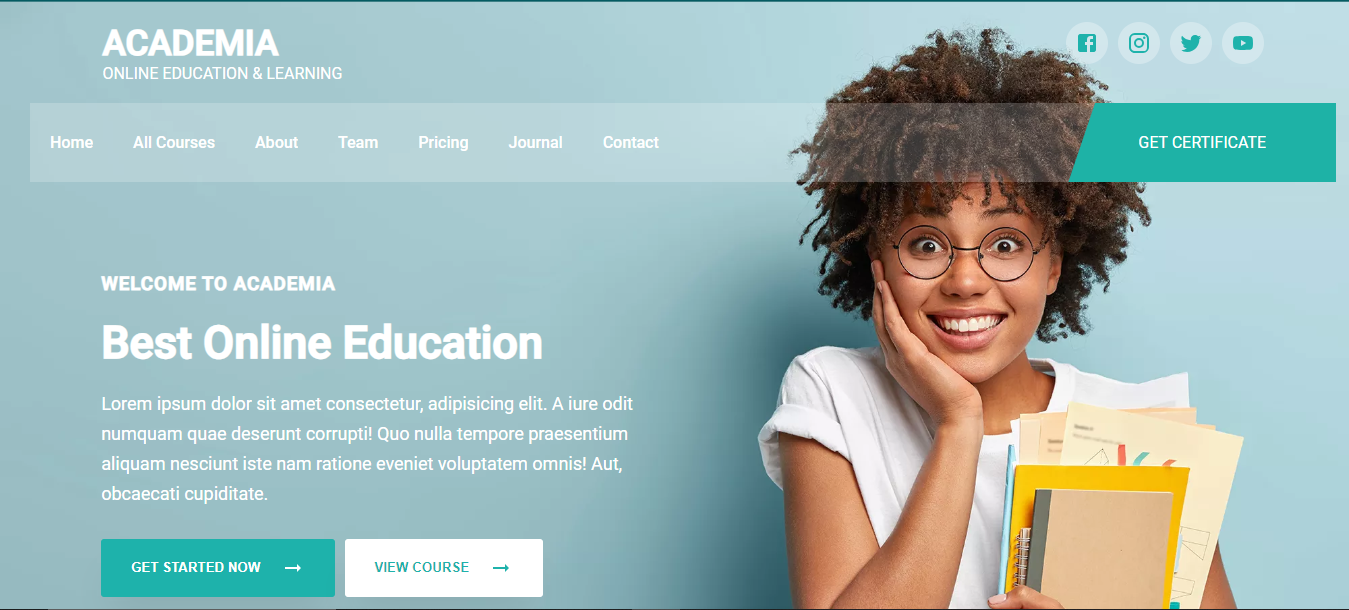 ACADEMIA
ONLINE EDUCATION & LEARNING
Home All Courses About Team Pricing Journal Contact GET CERTIFICATE
WELCOME TO ACADEMIA
Best Online Education
Lorem ipsum dolor sit amet consectetur, adipisicing elit. A iure odit
numquam quae deserunt corrupti! Quo nulla tempore praesentium
aliquam nesciunt iste nam ratione eveniet voluptatem omnis! Aut,
obcaecati cupiditate.
GET STARTED NOW → VIEW COURSE →